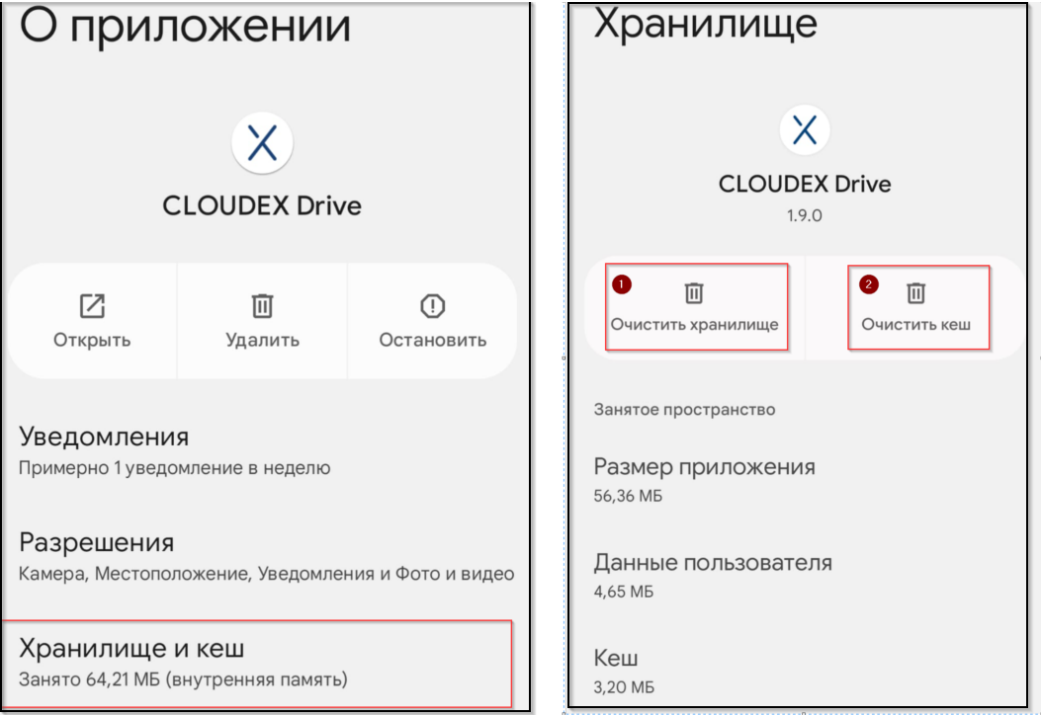 О приложении
CLOUDEX Drive
Открыть
Удалить
Остановить
Уведомления
Примерно 1 уведомление в неделю
Разрешения
Камера, Местоположение, Уведомления и Фото и видео
Хранилище и кеш
Занято 64,21 МБ (внутренняя память)
Хранилище
CLOUDEX Drive
1.9.0
1
Очистить хранилище
2
Очистить кеш
Занятое пространство
Размер приложения
56,36 МБ
Данные пользователя
4,65 МБ
Кеш
3,20 МБ